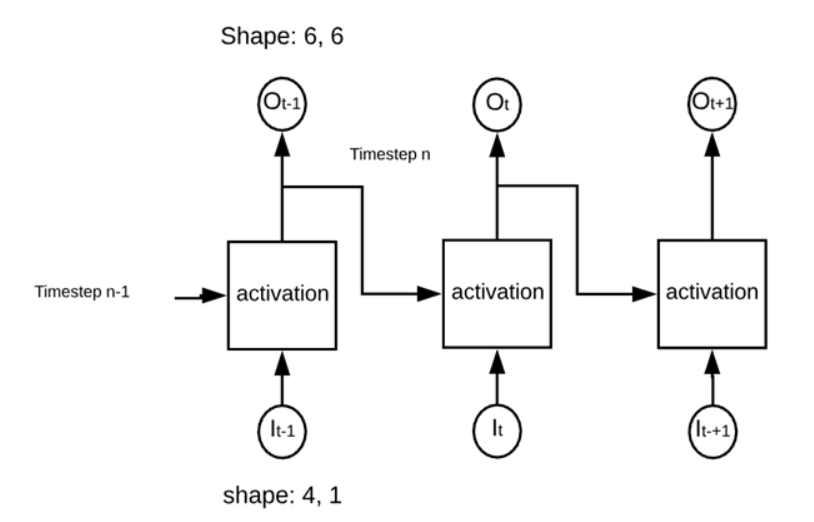 Shape: 6, 6
Ot-1
Ot
Ot+1
Timestep n
Timestep n-1
activation
activation
activation
It-1
It
It-+1
shape: 4, 1